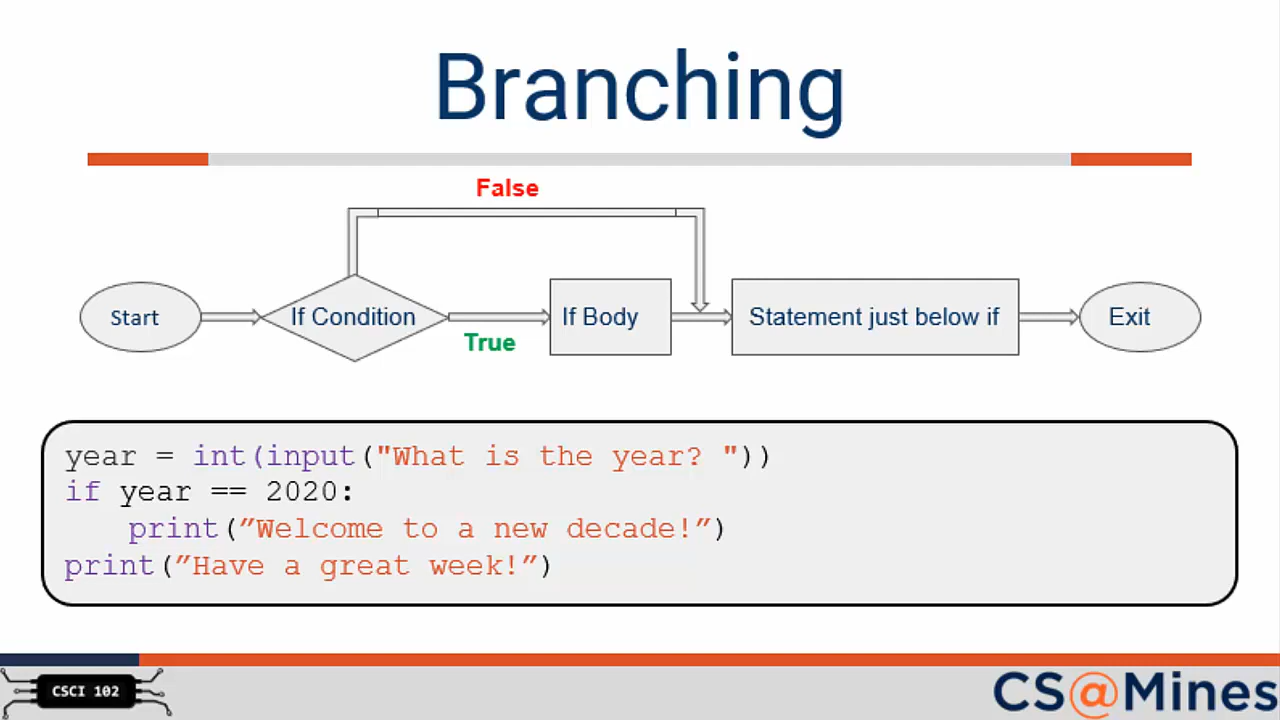 Branching
False
Start
If Condition
True
If Body
Statement just below if
Exit
year = int(input("What is the year? "))
if year == 2020:
print(”Welcome to a new decade!”)
print(”Have a great week!”)
CSCI 102
CS@Mines